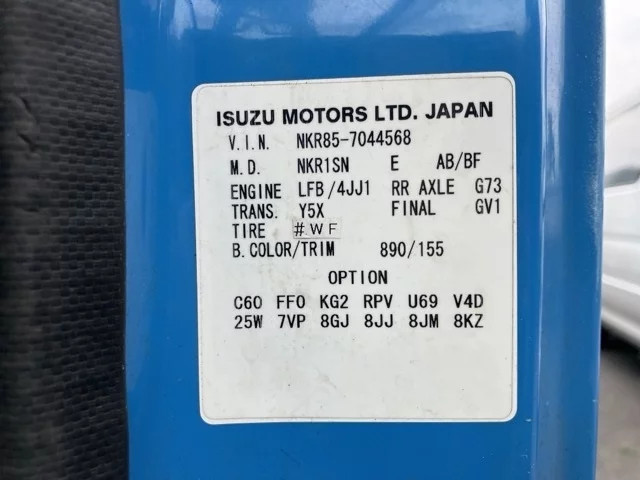 ISUZU MOTORS LTD. JAPAN
V.I.N. NKR85-7044568
M.D. NKR1SN E AB/BF
ENGINE LFB/4JJ1 RR AXLE G73
TRANS. Y5X FINAL GV1
TIRE #WF
B.COLOR/TRIM 890/155
OPTION
C60 FF0 KG2 RPV U69 V4D
25W 7VP 8GJ 8JJ 8JM 8KZ